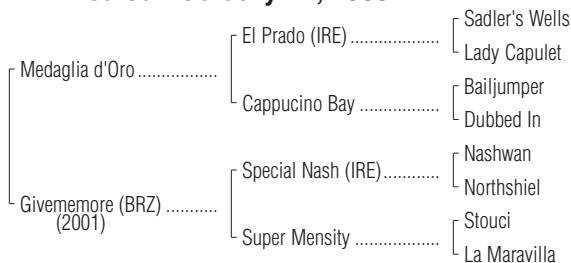 Sadler's Wells
El Prado (IRE) ...................
Lady Capulet
Medaglia d'Oro .................
Bailjumper
Cappucino Bay .................
Dubbed In
Nashwan
Special Nash (IRE)............
Northshiel
Givememore (BRZ) ...........
(2001)
Stouci
Super Mensity ..................
La Maravilla